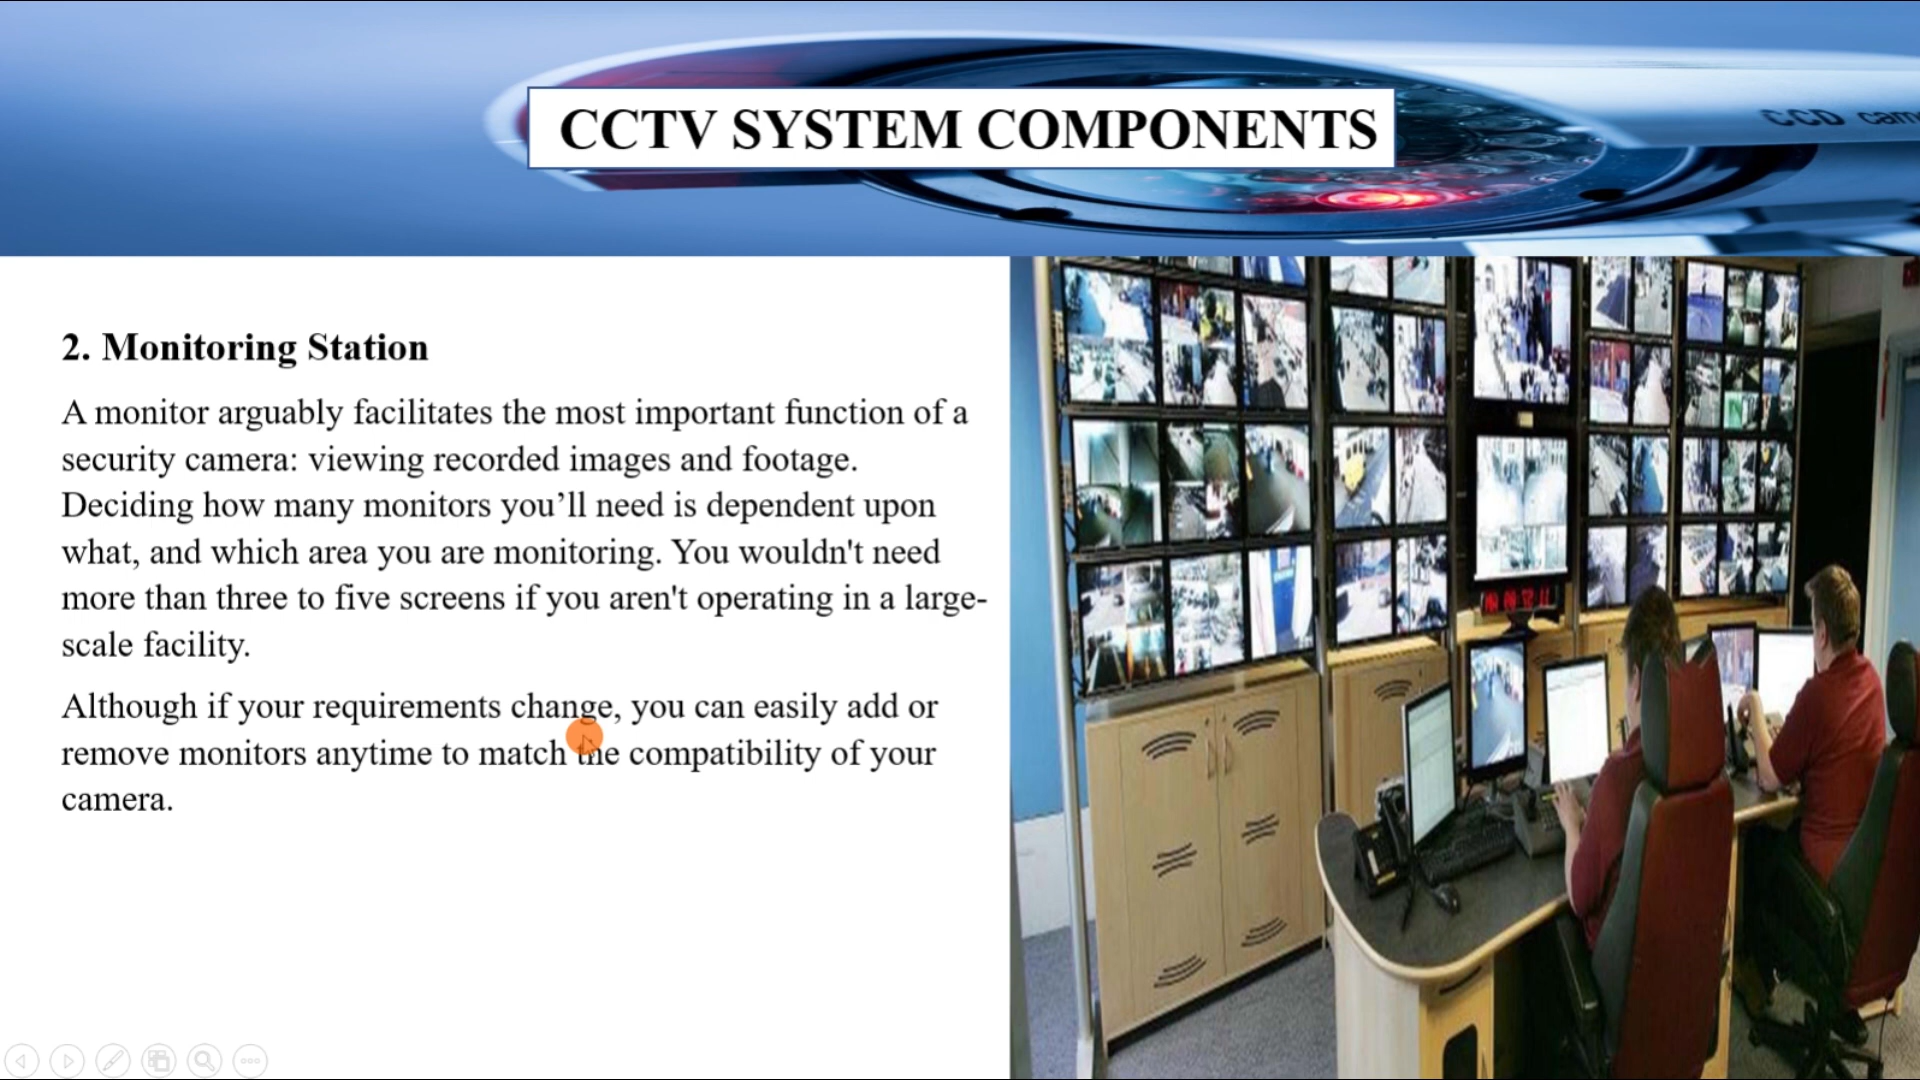 CCD cam
CCTV SYSTEM COMPONENTS
2. Monitoring Station
A monitor arguably facilitates the most important function of a
security camera: viewing recorded images and footage.
Deciding how many monitors you’ll need is dependent upon
what, and which area you are monitoring. You wouldn't need
more than three to five screens if you aren't operating in a large-
scale facility.
Although if your requirements change, you can easily add or
remove monitors anytime to match the compatibility of your
camera.